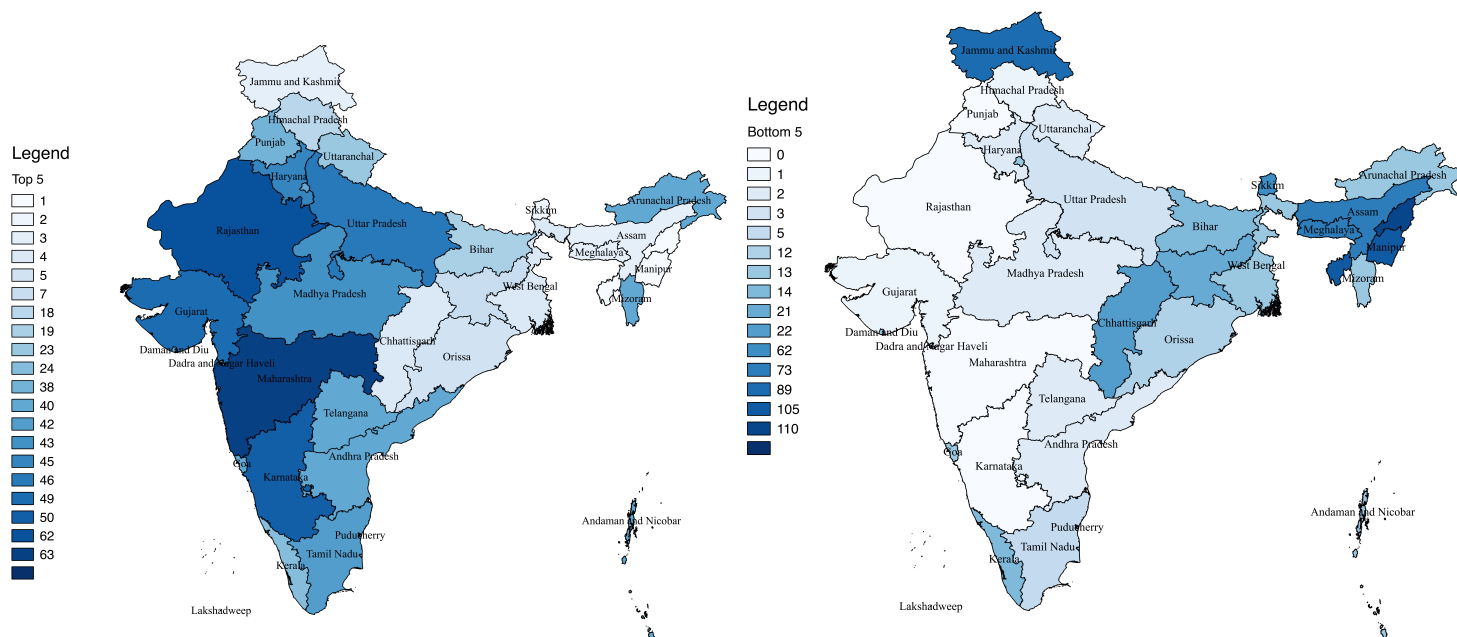 Legend
Top 5
1
2
3
4
5
7
18
19
23
24
38
40
42
43
45
46
49
50
62
63
Jammu and Kashmir
Himachal Pradesh
Punjab
Uttaranchal
Haryana
Arunachal Pradesh
Sikkim
Rajasthan
Uttar Pradesh
Assam
Bihar
Meghalaya
Manipur
West Bengal
Madhya Pradesh
Mizoram
Gujarat
Chhattisgarh
Daman and Diu
Orissa
Dadra and Nagar Haveli
Maharashtra
Telangana
Andhra Pradesh
Goa
Karnataka
Andaman and Nicobar
Puducherry
Tamil Nadu
Kerala
Lakshadweep
Legend
Bottom 5
0
1
2
3
5
12
13
14
21
22
62
73
89
105
110
Jammu and Kashmir
Himachal Pradesh
Punjab
Uttaranchal
Haryana
Arunachal Pradesh
Sikkim
Uttar Pradesh
Rajasthan
Assam
Bihar
Meghalaya
Manipur
West Bengal
Madhya Pradesh
Mizoram
Gujarat
Chhattisgarh
Daman and Diu
Orissa
Dadra and Nagar Haveli
Maharashtra
Telangana
Andhra Pradesh
Goa
Karnataka
Andaman and Nicobar
Puducherry
Tamil Nadu
Kerala
Lakshadweep